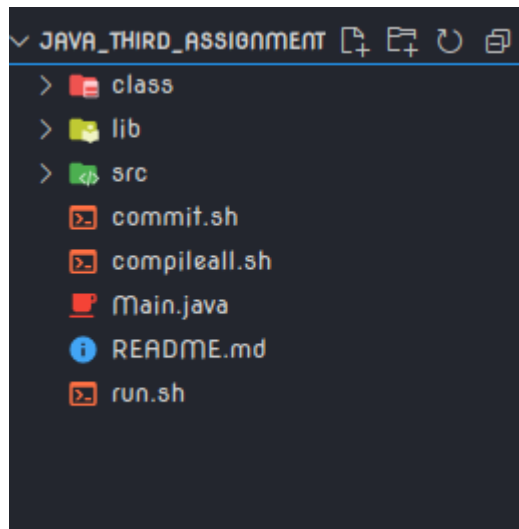 JAVA_THIRD_ASSIGNMENT
class
lib
src
commit.sh
compileall.sh
Main.java
README.md
run.sh